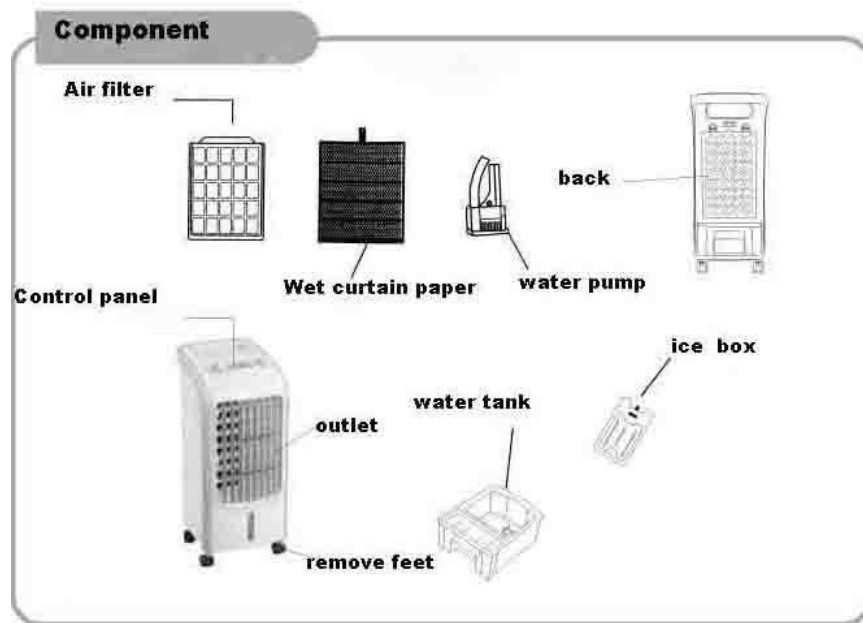 Component
Air filter
back
Wet curtain paper
water pump
Control panel
ice box
water tank
outlet
remove feet